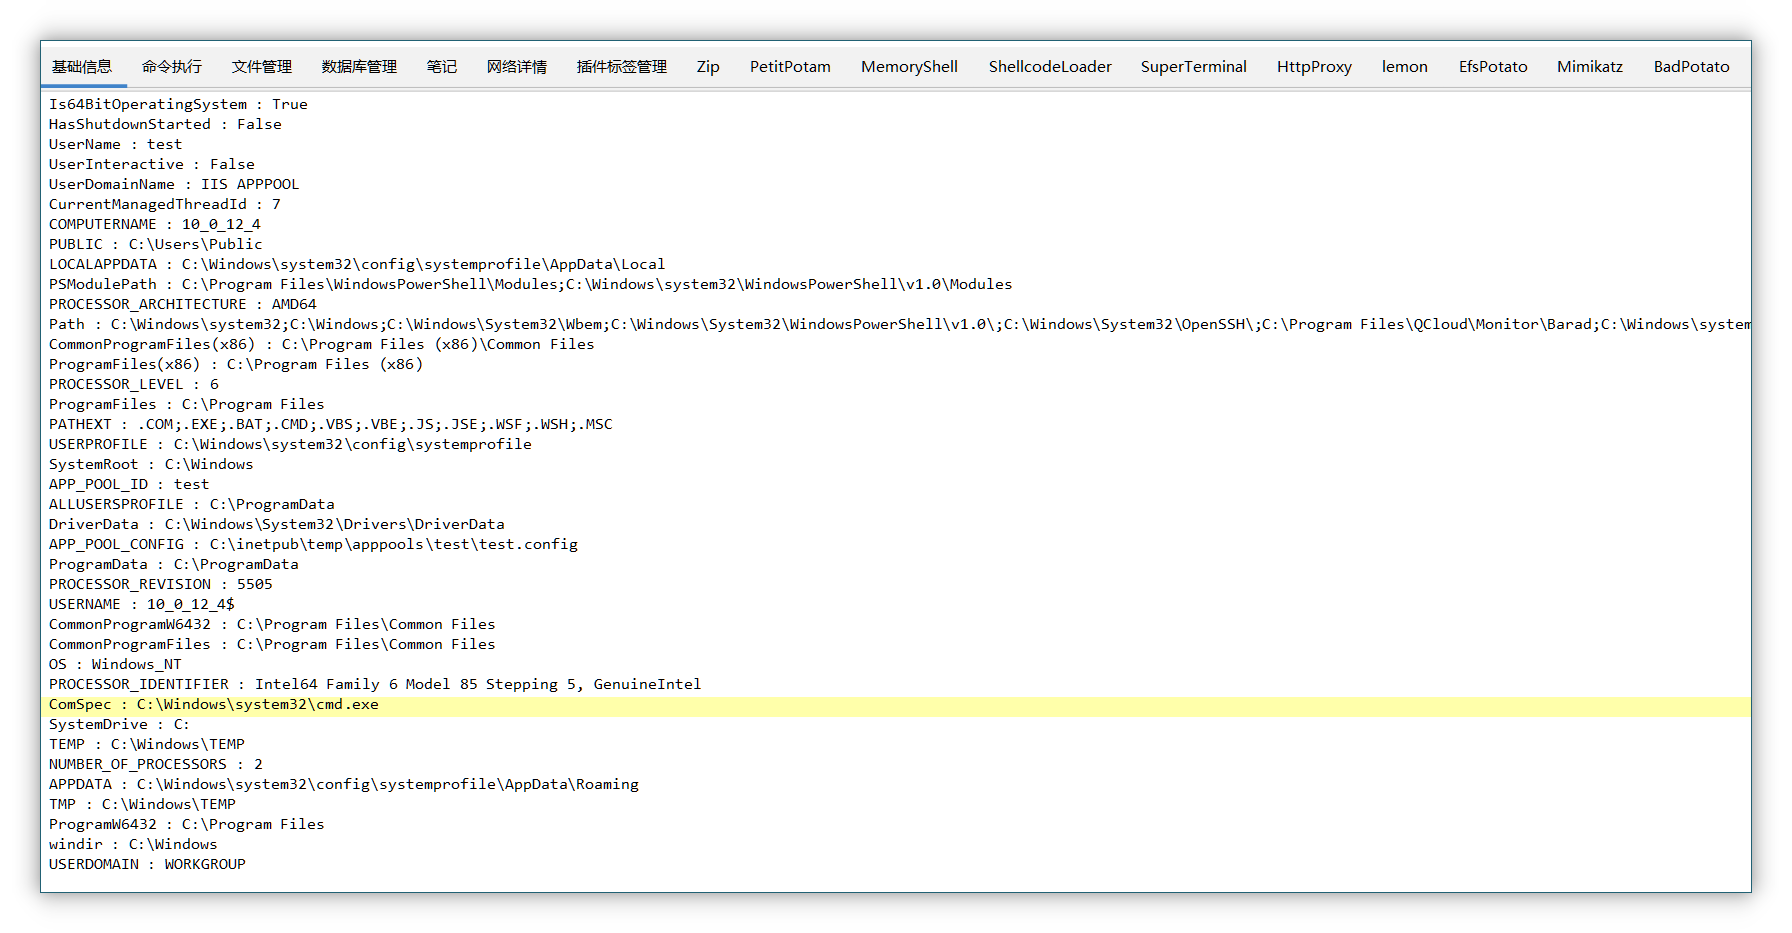 基础信息 命令执行 文件管理 数据库管理 笔记 网络详情 插件标签管理 Zip PetitPotam MemoryShell ShellcodeLoader SuperTerminal HttpProxy lemon EfsPotato Mimikatz BadPotato
Is64BitOperatingSystem : True
HasShutdownStarted : False
UserName : test
UserInteractive : False
UserDomainName : IIS APPPOOL
CurrentManagedThreadId : 7
COMPUTERNAME : 10_0_12_4
PUBLIC : C:\Users\Public
LOCALAPPDATA : C:\Windows\system32\config\systemprofile\AppData\Local
PSModulePath : C:\Program Files\WindowsPowerShell\Modules;C:\Windows\system32\WindowsPowerShell\v1.0\Modules
PROCESSOR_ARCHITECTURE : AMD64
Path : C:\Windows\system32;C:\Windows;C:\Windows\System32\Wbem;C:\Windows\System32\WindowsPowerShell\v1.0\;C:\Windows\System32\OpenSSH\;C:\Program Files\QCloud\Monitor\Barad;C:\Windows\system
CommonProgramFiles(x86) : C:\Program Files (x86)\Common Files
ProgramFiles(x86) : C:\Program Files (x86)
PROCESSOR_LEVEL : 6
ProgramFiles : C:\Program Files
PATHEXT : .COM;.EXE;.BAT;.CMD;.VBS;.VBE;.JS;.JSE;.WSF;.WSH;.MSC
USERPROFILE : C:\Windows\system32\config\systemprofile
SystemRoot : C:\Windows
APP_POOL_ID : test
ALLUSERSPROFILE : C:\ProgramData
DriverData : C:\Windows\System32\Drivers\DriverData
APP_POOL_CONFIG : C:\inetpub\temp\apppools\test\test.config
ProgramData : C:\ProgramData
PROCESSOR_REVISION : 5505
USERNAME : 10_0_12_4$
CommonProgramW6432 : C:\Program Files\Common Files
CommonProgramFiles : C:\Program Files\Common Files
OS : Windows_NT
PROCESSOR_IDENTIFIER : Intel64 Family 6 Model 85 Stepping 5, GenuineIntel
ComSpec : C:\Windows\system32\cmd.exe
SystemDrive : C:
TEMP : C:\Windows\TEMP
NUMBER_OF_PROCESSORS : 2
APPDATA : C:\Windows\system32\config\systemprofile\AppData\Roaming
TMP : C:\Windows\TEMP
ProgramW6432 : C:\Program Files
windir : C:\Windows
USERDOMAIN : WORKGROUP